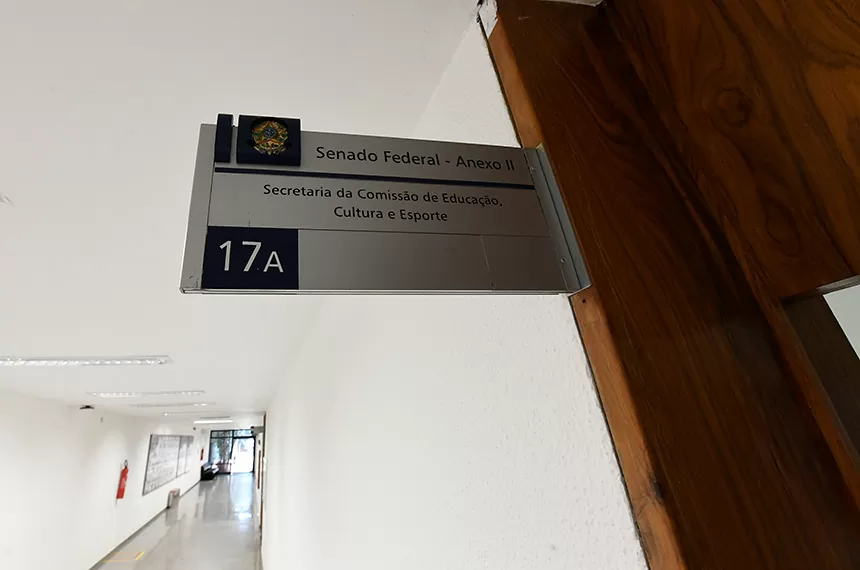 Senado Federal - Anexo II
Secretaria da Comissão de Educação,
Cultura e Esporte
17A